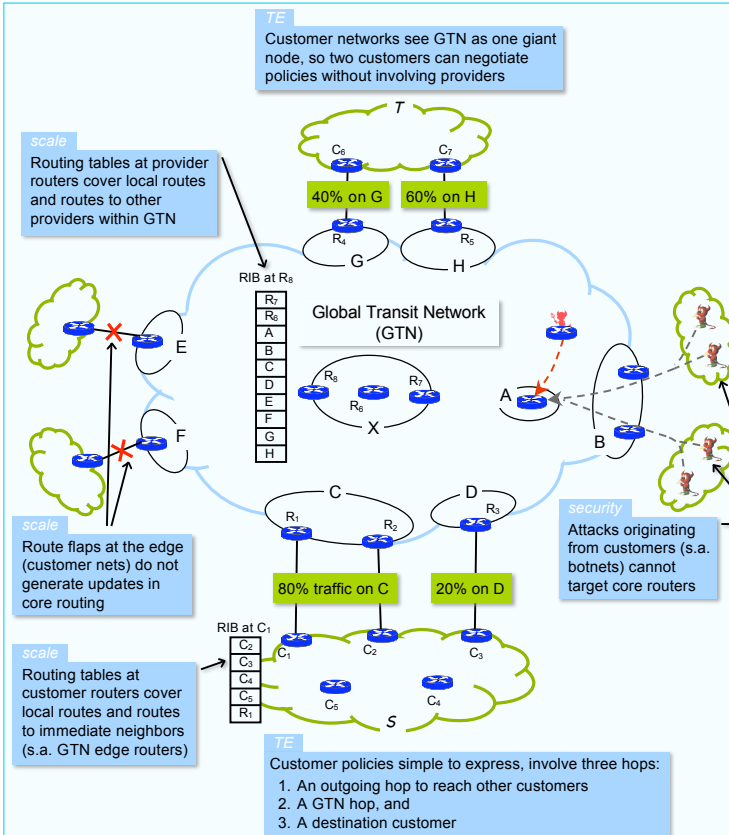 TE
Customer networks see GTN as one giant
node, so two customers can negotiate
policies without involving providers
T
scale
Routing tables at provider
routers cover local routes
and routes to other
providers within GTN
C6
C7
40% on G
60% on H
R4
R5
G
H
RIB at R8
R7
R6
A
B
C
D
E
F
G
H
Global Transit Network
(GTN)
E
R8
R7
R6
X
A
B
F
C
D
R1
R2
R3
scale
Route flaps at the edge
(customer nets) do not
generate updates in
core routing
security
Attacks originating
from customers (s.a.
botnets) cannot
target core routers
80% traffic on C
20% on D
RIB at C1
C2
C3
C4
C5
R1
C1
C2
C3
C5
C4
S
scale
Routing tables at
customer routers cover
local routes and routes
to immediate neighbors
(s.a. GTN edge routers)
TE
Customer policies simple to express, involve three hops:
1. An outgoing hop to reach other customers
2. A GTN hop, and
3. A destination customer